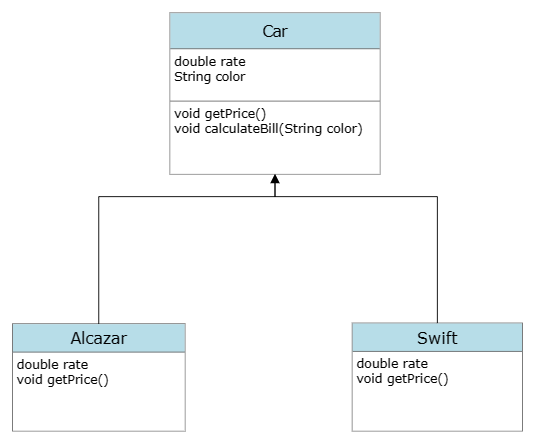 Car
double rate
String color
void getPrice()
void calculateBill(String color)
Alcazar
double rate
void getPrice()
Swift
double rate
void getPrice()